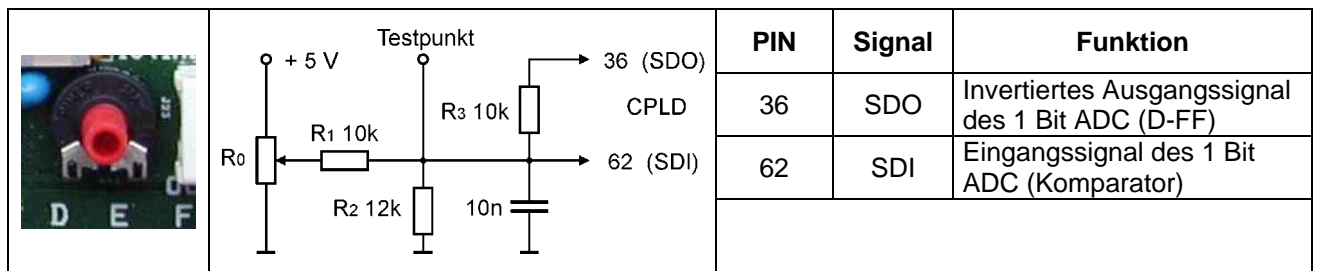 D E F
+ 5 V
Testpunkt
36 (SDO)
CPLD
R3 10k
R1 10k
R0
62 (SDI)
R2 12k
10n
PIN Signal Funktion
36 SDO Invertiertes Ausgangssignal
des 1 Bit ADC (D-FF)
62 SDI Eingangssignal des 1 Bit
ADC (Komparator)